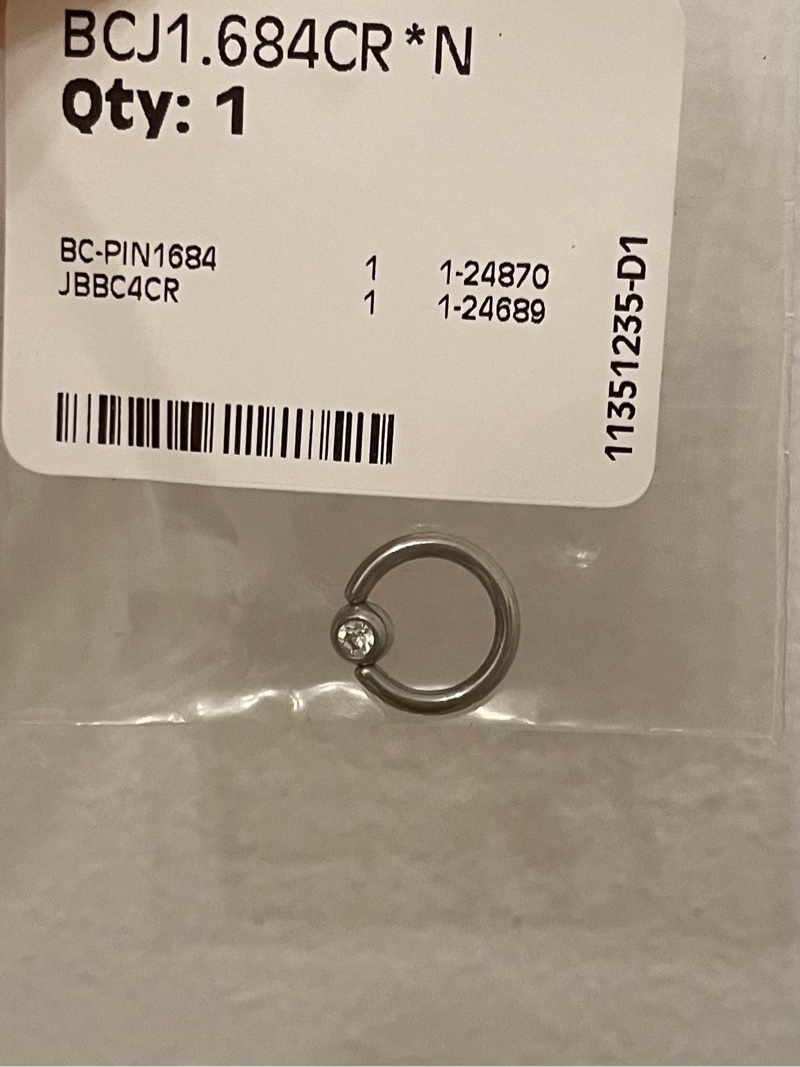 BCJ1.684CR*N
Qty: 1
BC-PIN1684 1 1-24870
JBBC4CR 1 1-24689
11351235-D1